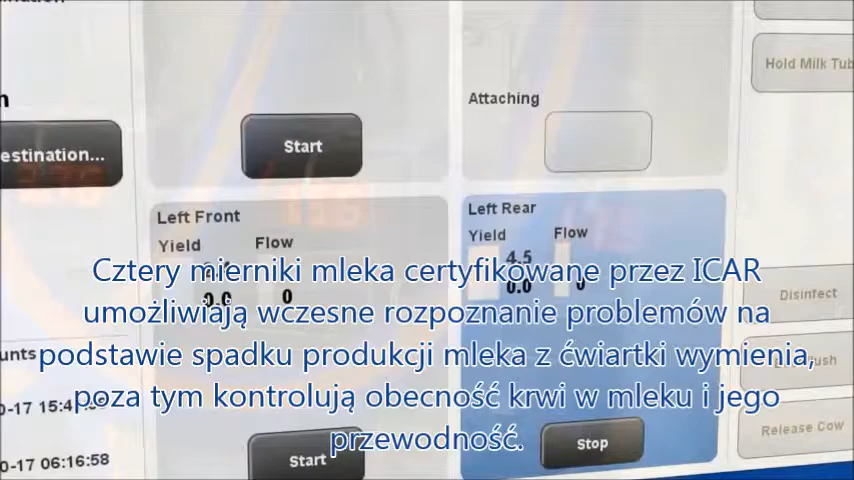 Hold Milk Tub
Attaching
Start
estination...
Left Front
Yield
Flow
0.0
0
Left Rear
Yield
Flow
4.5
0.0
0
Cztery mierniki mleka certyfikowane przez ICAR
umożliwiają wczesne rozpoznanie problemów na
podstawie spadku produkcji mleka z ćwiartki wymienia,
poza tym kontrolują obecność krwi w mleku i jego
przewodność.
Disinfect
unts
0-17 06:16:58
Start
Stop
Release Cow